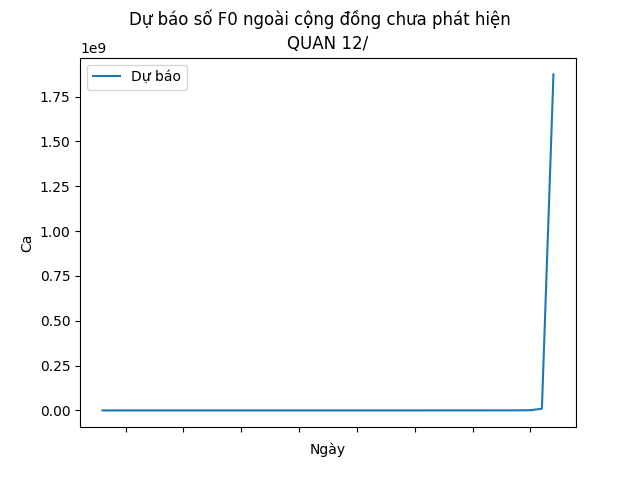 Dự báo số F0 ngoài cộng đồng chưa phát hiện
QUAN 12/
1e9
Dự báo
1.75
1.50
1.25
1.00
0.75
0.50
0.25
0.00
Ca
Ngày